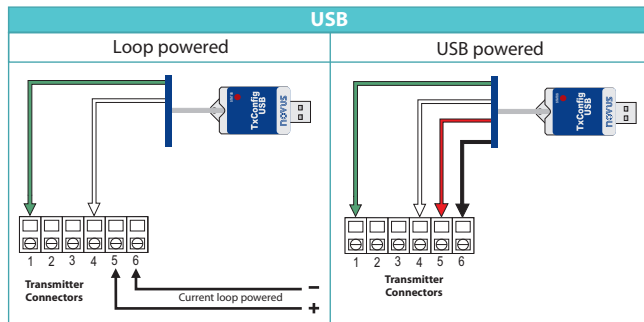 USB
Loop powered
USB powered
TxConfig
USB
novus
TxConfig
USB
novus
1 2 3 4 5 6
Transmitter
Connectors
Current loop powered
−
+
1 2 3 4 5 6
Transmitter
Connectors